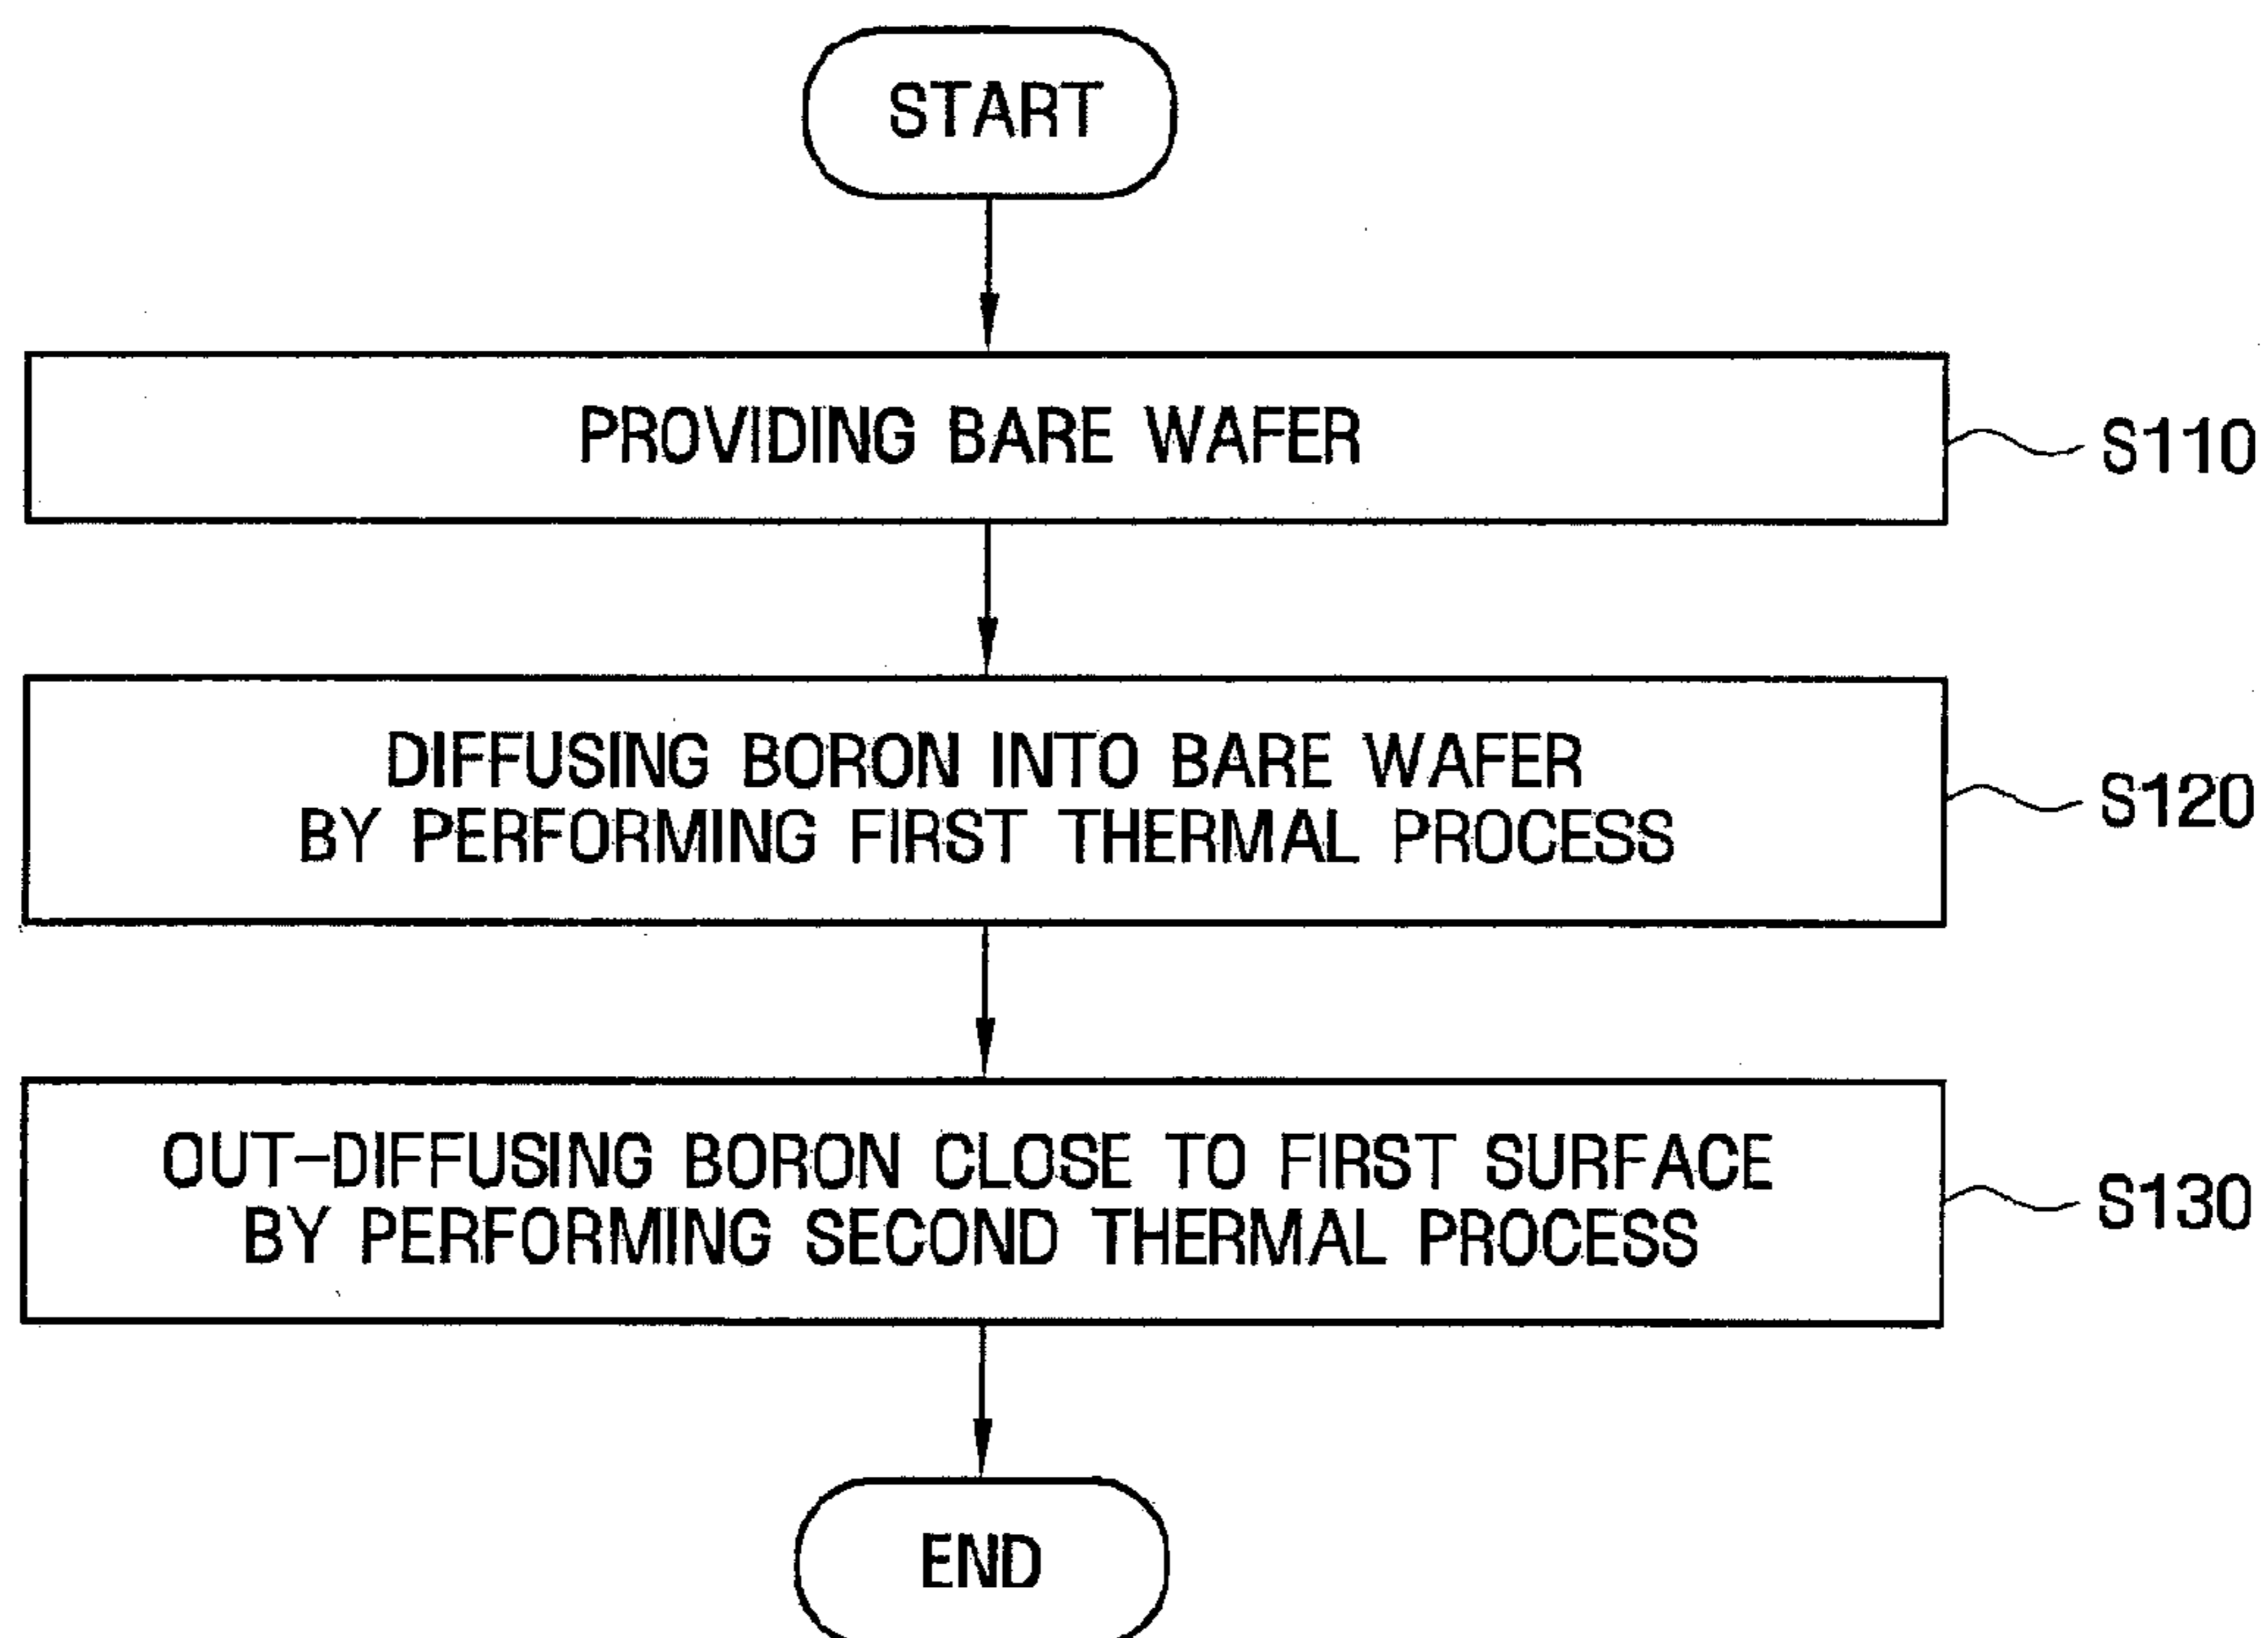 START
PROVIDING BARE WAFER
S110
DIFFUSING BORON INTO BARE WAFER
BY PERFORMING FIRST THERMAL PROCESS
S120
OUT-DIFFUSING BORON CLOSE TO FIRST SURFACE
BY PERFORMING SECOND THERMAL PROCESS
S130
END